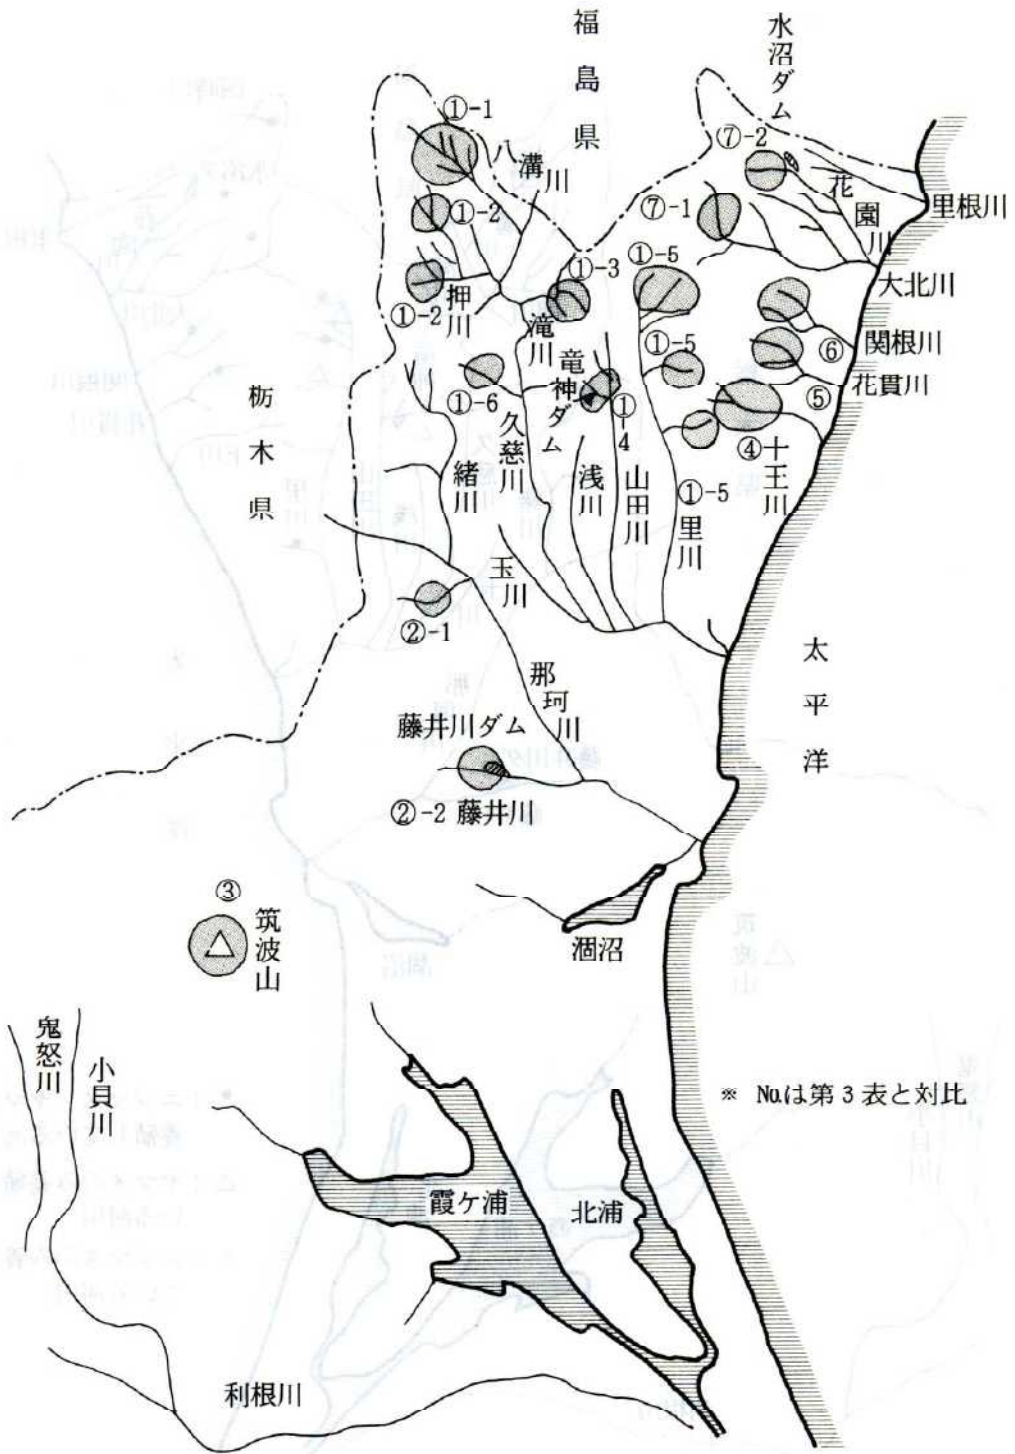 福島県
水沼ダム
①-1
八溝川
⑦-2
花園川
①-2
⑦-1
里根川
①-5
①-3
大北川
①-2
押川
滝川
①-5
⑥
関根川
竜神ダム
栃木県
①-6
⑤
花貫川
久慈川
①-4
④
十王川
緒川
浅川
山田川
①-5
里川
玉川
②-1
太平洋
那珂川
藤井川ダム
②-2 藤井川
③
筑波山
涸沼
鬼怒川
小貝川
※ No.は第3表と対比
霞ケ浦
北浦
利根川